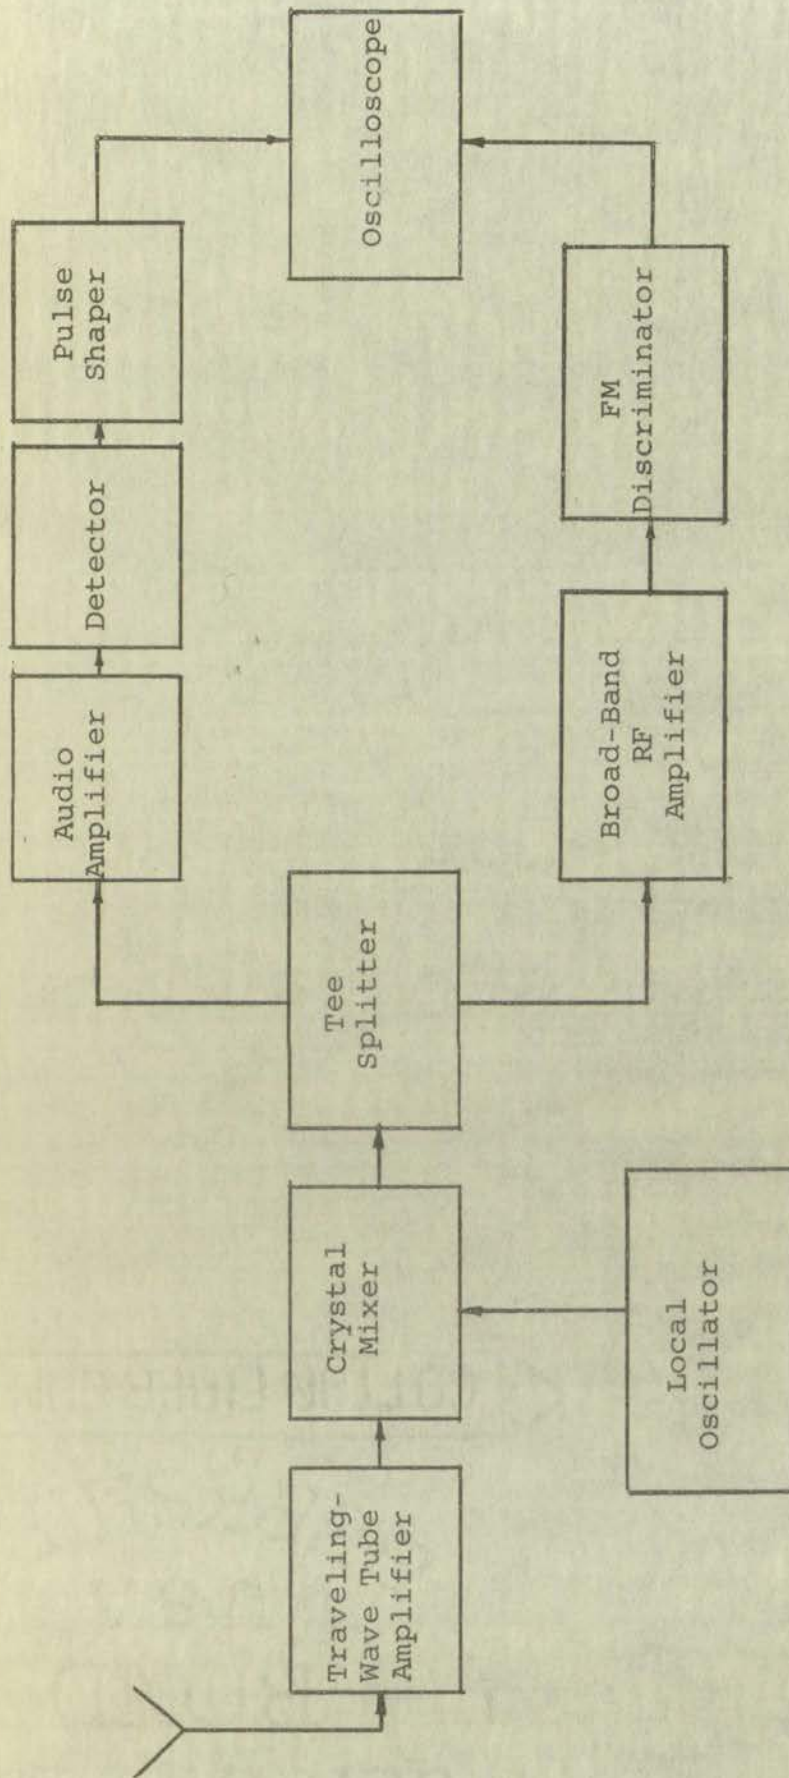 Traveling-
Wave Tube
Amplifier
Crystal
Mixer
Local
Oscillator
Tee
Splitter
Audio
Amplifier
Detector
Pulse
Shaper
Broad-Band
RF
Amplifier
FM
Discriminator
Oscilloscope